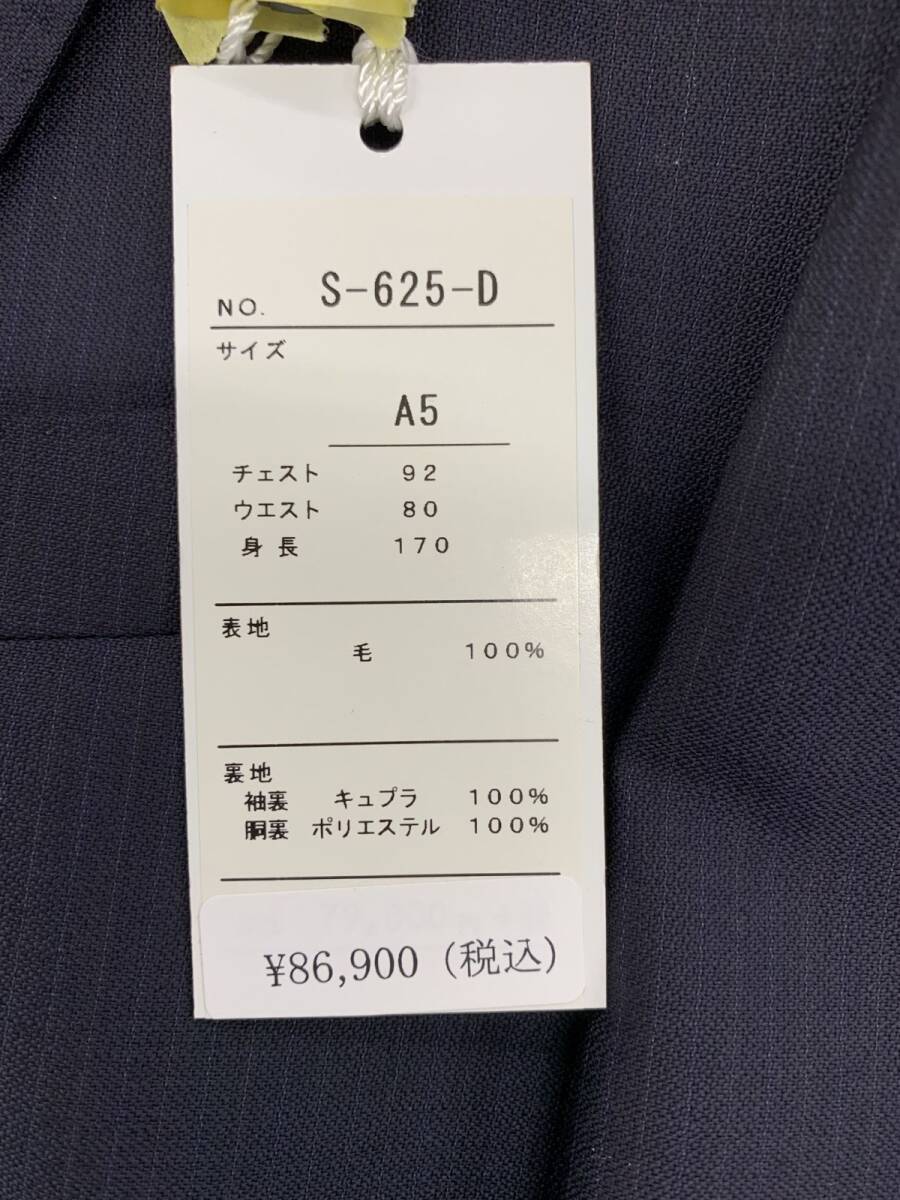 NO. S-625-D
サイズ
A5
チェスト 92
ウエスト 80
身長 170
表地
毛 100%
裏地
袖裏 キュプラ 100%
胴裏 ポリエステル 100%
¥86,900(税込)